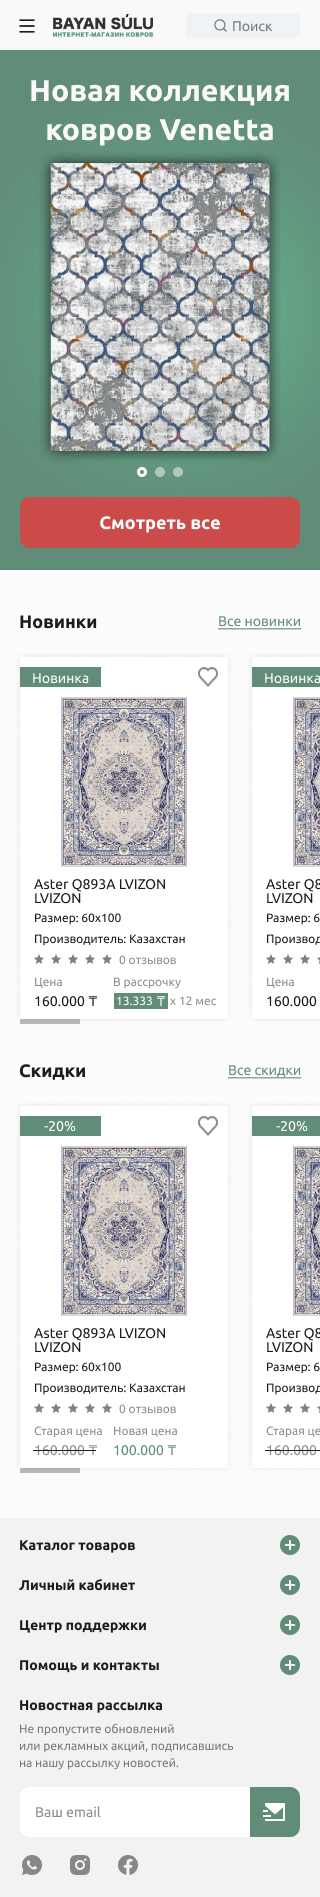 BAYAN SÚLU
ИНТЕРНЕТ-МАГАЗИН КОВРОВ
Поиск
Новая коллекция
ковров Venetta
Смотреть все
Новинки
Все новинки
Новинка
Aster Q893A LVIZON
LVIZON
Размер: 60x100
Производитель: Казахстан
0 отзывов
Цена
В рассрочку
160.000 ₸
13.333 ₸ x 12 мес
Новинка
Aster Q8
LVIZON
Размер: 6
Производ
Цена
160.000
Скидки
Все скидки
-20%
Aster Q893A LVIZON
LVIZON
Размер: 60x100
Производитель: Казахстан
0 отзывов
Старая цена
Новая цена
160.000 ₸
100.000 ₸
-20%
Aster Q8
LVIZON
Размер: 6
Производ
Старая це
160.000
Каталог товаров
Личный кабинет
Центр поддержки
Помощь и контакты
Новостная рассылка
Не пропустите обновлений
или рекламных акций, подписавшись
на нашу рассылку новостей.
Ваш email